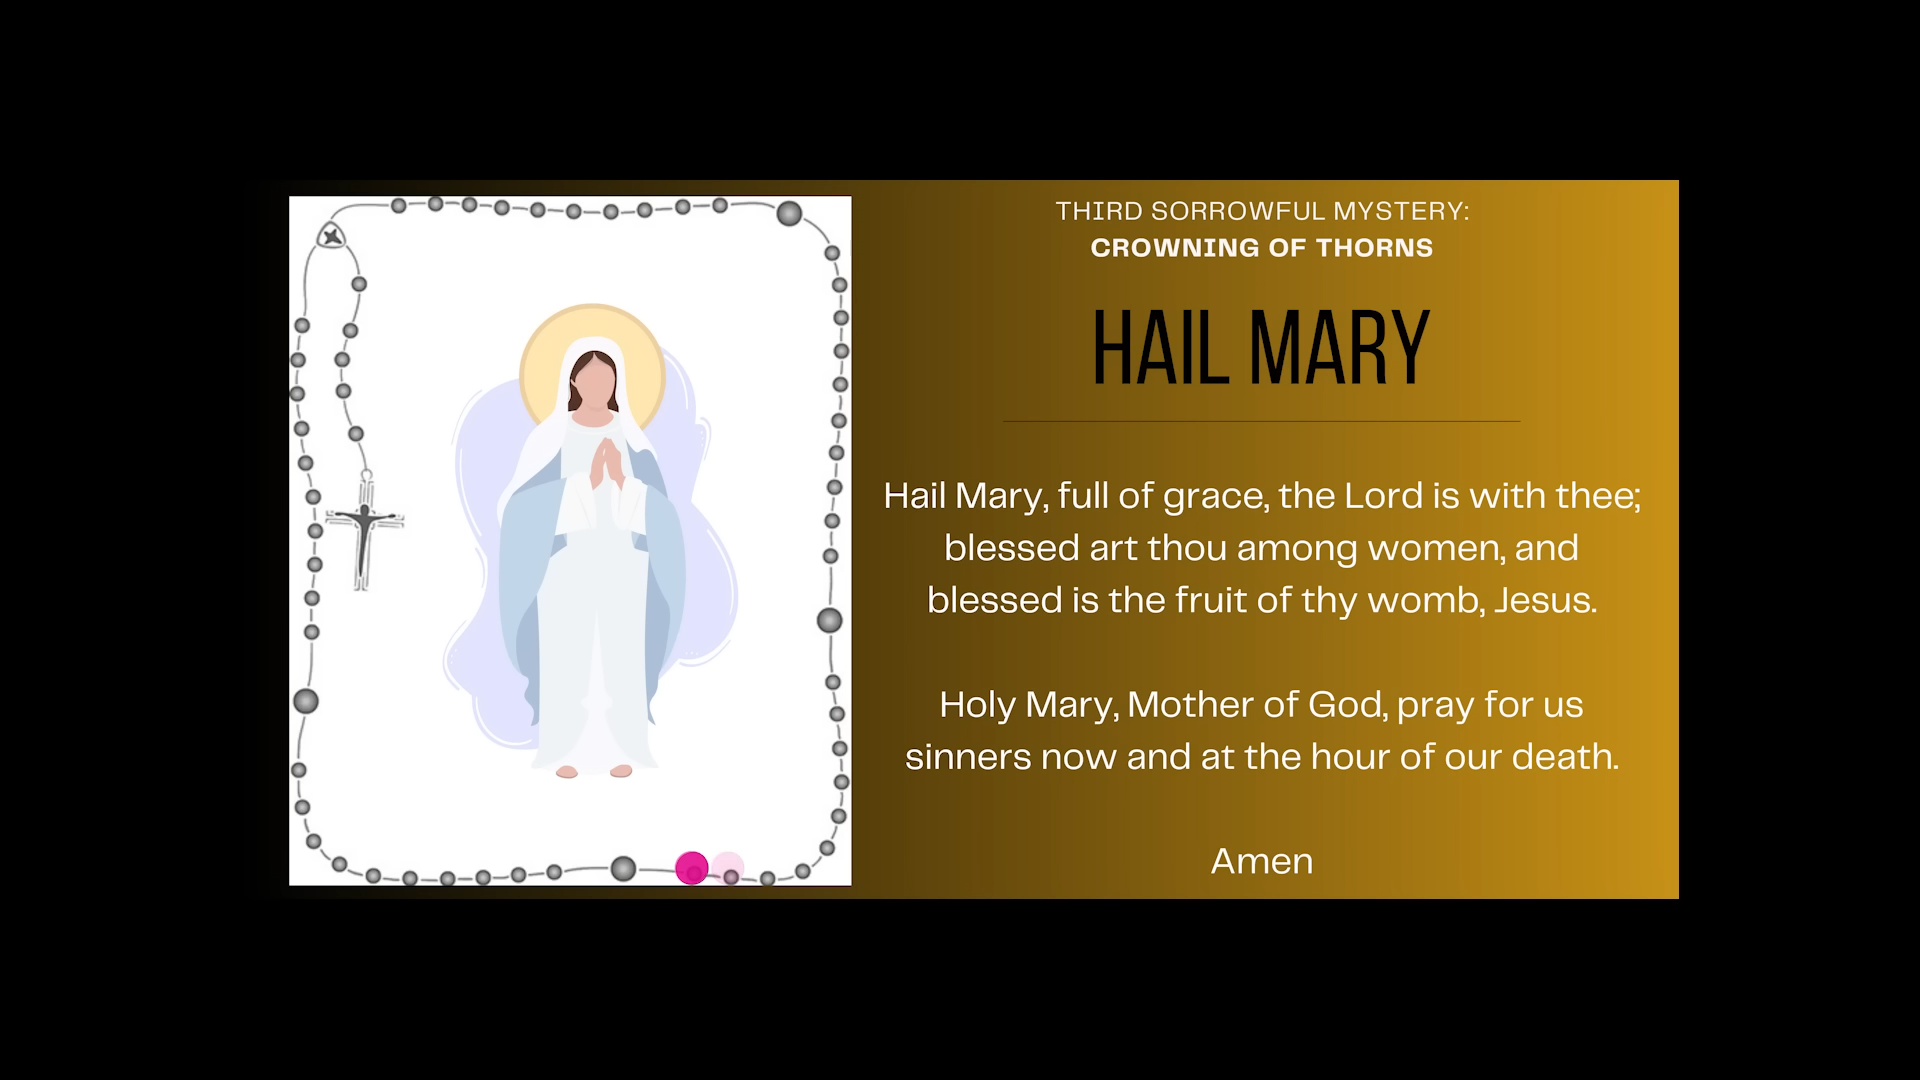 THIRD SORROWFUL MYSTERY:
CROWNING OF THORNS
HAIL MARY
Hail Mary, full of grace, the Lord is with thee;
blessed art thou among women, and
blessed is the fruit of thy womb, Jesus.
Holy Mary, Mother of God, pray for us
sinners now and at the hour of our death.
Amen